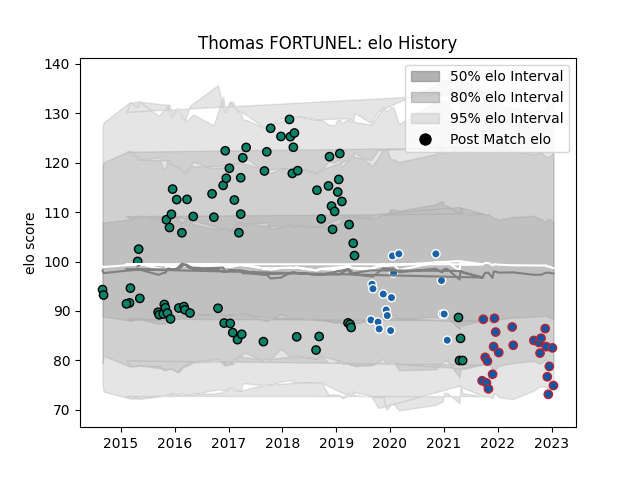 Thomas FORTUNEL: elo History
50% elo Interval
80% elo Interval
95% elo Interval
Post Match elo
elo score
140
130
120
110
100
90
80
70
2015 2016 2017 2018 2019 2020 2021 2022 2023